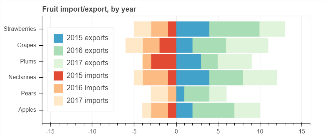 Fruit import/export, by year
Strawberries
Grapes
Plums
Nectarines
Pears
Apples
2015 exports
2016 exports
2017 exports
2015 imports
2016 imports
2017 imports
-15 -10 -5 0 5 10 15